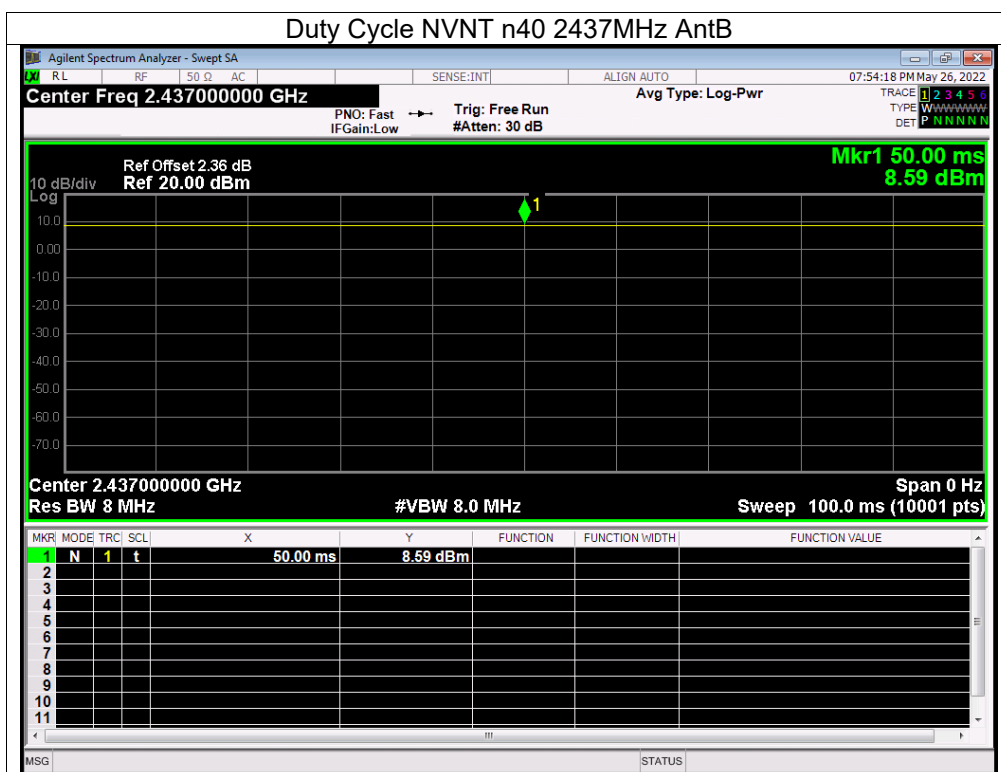 Duty Cycle NVNT n40 2437MHz AntB
Agilent Spectrum Analyzer - Swept SA
LXI RL RF 50 Ω AC SENSE:INT ALIGN AUTO 07:54:18 PM May 26, 2022
Center Freq 2.437000000 GHz Avg Type: Log-Pwr TRACE 1 2 3 4 5 6
PNO: Fast Trig: Free Run TYPE WWWWWW
IFGain:Low #Atten: 30 dB DET P N N N N N
Mkr1 50.00 ms
Ref Offset 2.36 dB
10 dB/div Ref 20.00 dBm 8.59 dBm
Log
1
10.0
0.00
-10.0
-20.0
-30.0
-40.0
-50.0
-60.0
-70.0
Center 2.437000000 GHz Span 0 Hz
Res BW 8 MHz #VBW 8.0 MHz Sweep 100.0 ms (10001 pts)
MKR MODE TRC SCL X Y FUNCTION FUNCTION WIDTH FUNCTION VALUE
1 N 1 t 50.00 ms 8.59 dBm
2
3
4
5
6
7
8
9
10
11
MSG STATUS